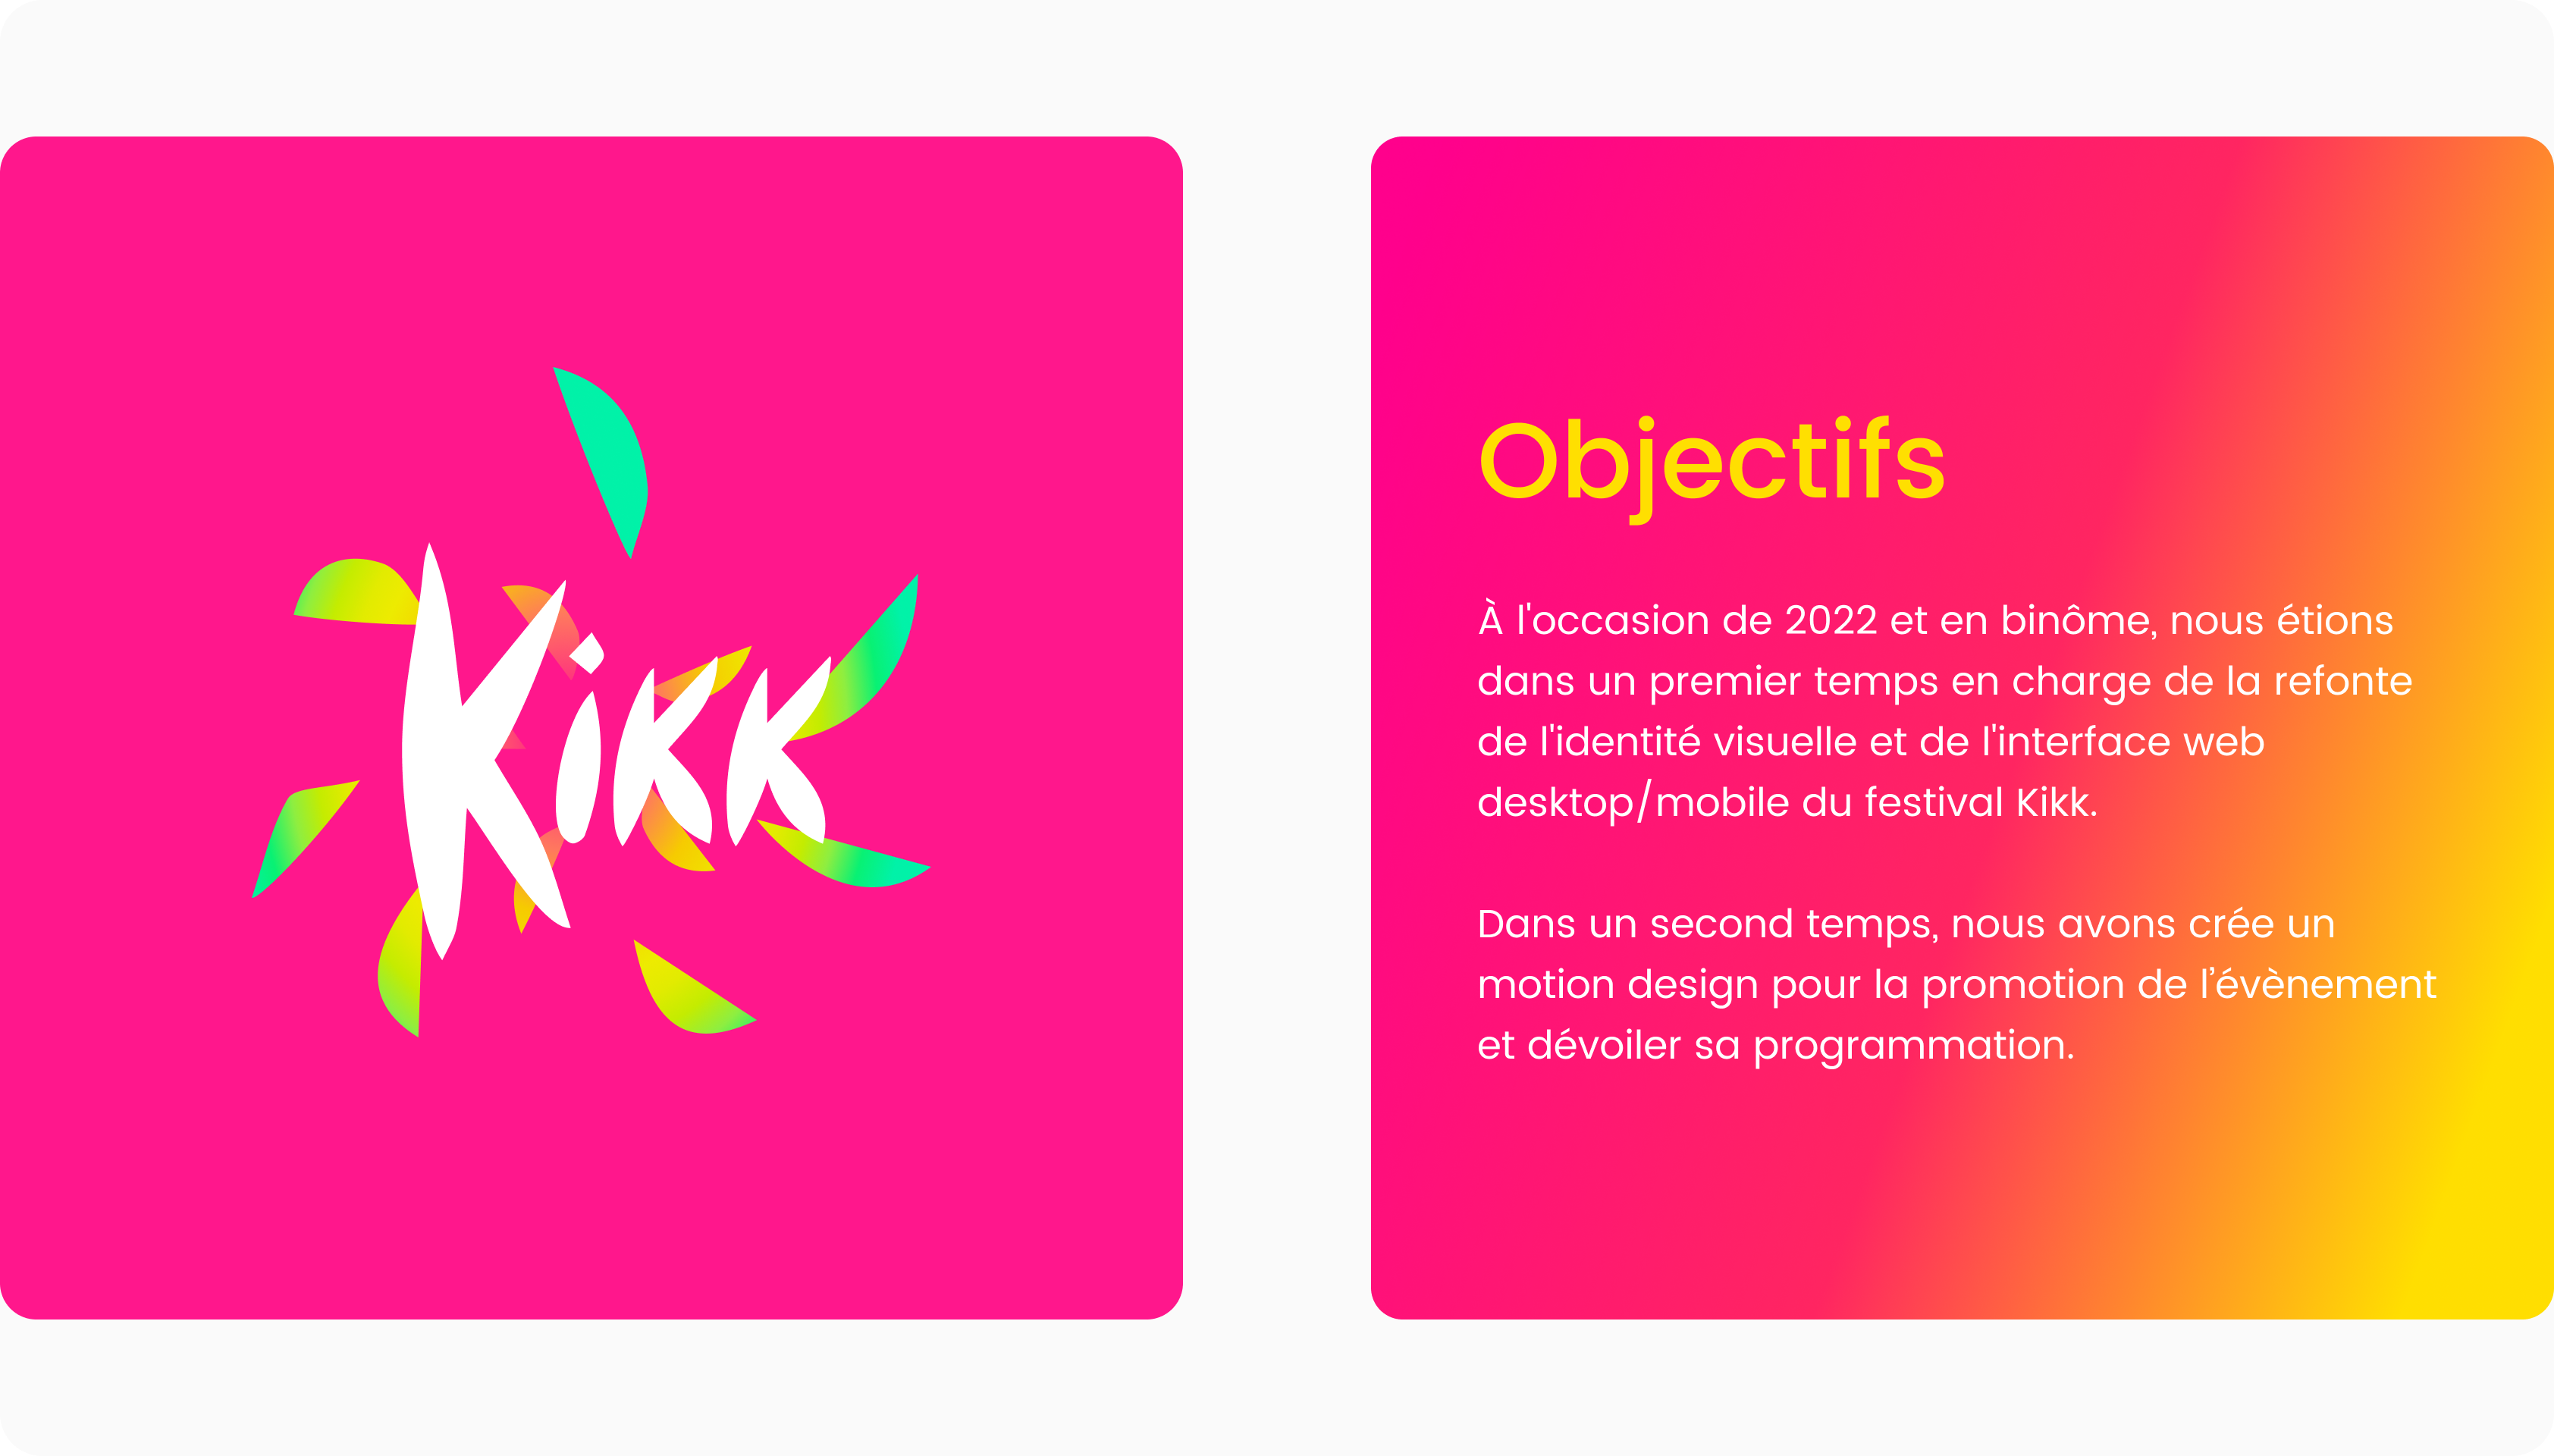 Kikk
Objectifs
À l'occasion de 2022 et en binôme, nous étions
dans un premier temps en charge de la refonte
de l'identité visuelle et de l'interface web
desktop/mobile du festival Kikk.
Dans un second temps, nous avons crée un
motion design pour la promotion de l’évènement
et dévoiler sa programmation.